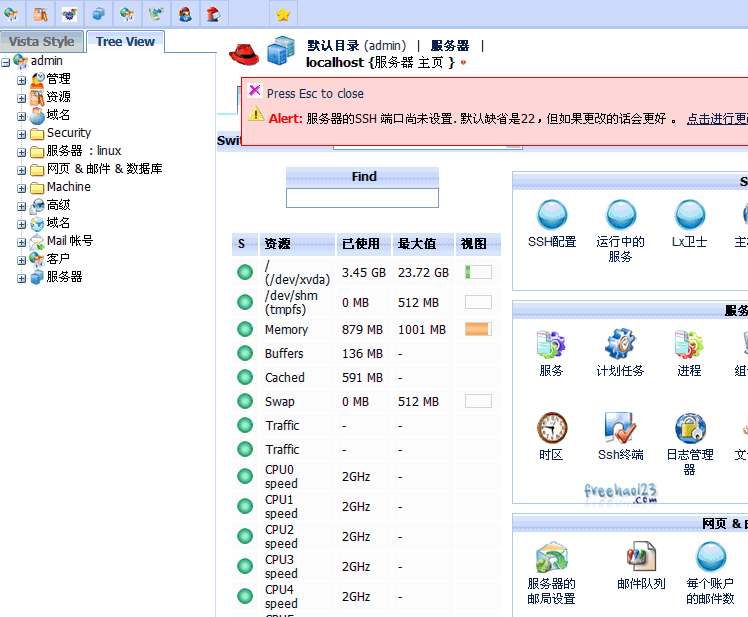 Vista Style
Tree View
admin
管理
资源
域名
Security
服务器 : linux
网页 & 邮件 & 数据库
Machine
高级
域名
Mail 帐号
客户
服务器
默认目录 (admin) | 服务器 |
localhost {服务器 主页 }
Press Esc to close
Alert: 服务器的SSH 端口尚未设置. 默认缺省是22，但如果更改的话会更好 。 点击进行更
Find
S 资源 已使用 最大值 视图
/
(/dev/xvda) 3.45 GB 23.72 GB
/dev/shm
(tmpfs) 0 MB 512 MB
Memory 879 MB 1001 MB
Buffers 136 MB -
Cached 591 MB -
Swap 0 MB 512 MB
Traffic - -
Traffic - -
CPU0
speed 2GHz -
CPU1
speed 2GHz -
CPU2
speed 2GHz -
CPU3
speed 2GHz -
CPU4
speed 2GHz -
SSH配置
运行中的
服务
Lx卫士
服务
计划任务
进程
时区
Ssh终端
日志管理
器
freehao123
.com
网页 &
服务器的
邮局设置
邮件队列
每个账户
的邮件数